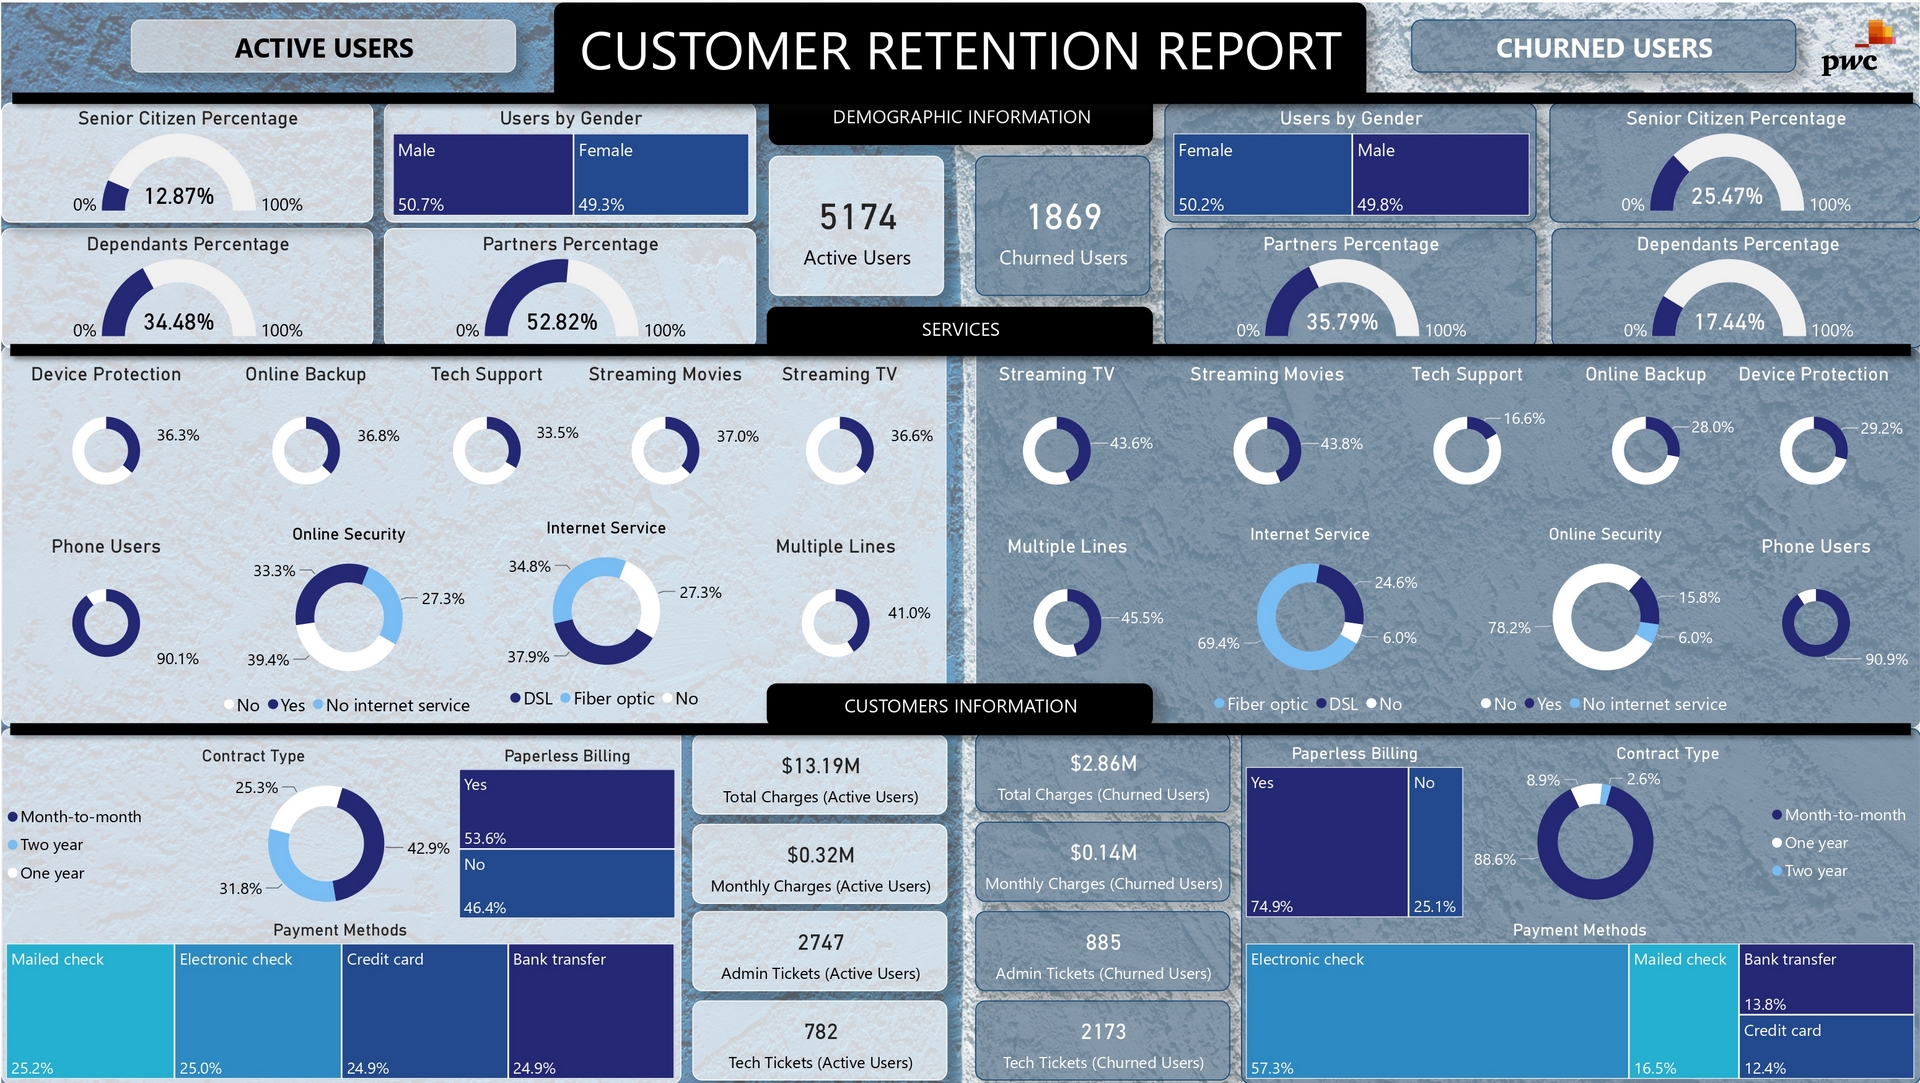 ACTIVE USERS
CUSTOMER RETENTION REPORT
CHURNED USERS
pwc
DEMOGRAPHIC INFORMATION
Senior Citizen Percentage
0%
12.87%
100%
Users by Gender
Male
50.7%
Female
49.3%
Dependants Percentage
0%
34.48%
100%
Partners Percentage
0%
52.82%
100%
5174
Active Users
1869
Churned Users
Users by Gender
Female
50.2%
Male
49.8%
Senior Citizen Percentage
0%
25.47%
100%
Partners Percentage
0%
35.79%
100%
Dependants Percentage
0%
17.44%
100%
SERVICES
Device Protection
36.3%
Online Backup
36.8%
Tech Support
33.5%
Streaming Movies
37.0%
Streaming TV
36.6%
Phone Users
90.1%
Online Security
33.3%
27.3%
39.4%
No Yes No internet service
Internet Service
34.8%
27.3%
37.9%
DSL Fiber optic No
Multiple Lines
41.0%
Streaming TV
43.6%
Streaming Movies
43.8%
Tech Support
16.6%
Online Backup
28.0%
Device Protection
29.2%
Multiple Lines
45.5%
Internet Service
24.6%
6.0%
69.4%
Fiber optic DSL No
Online Security
15.8%
6.0%
78.2%
No Yes No internet service
Phone Users
90.9%
CUSTOMERS INFORMATION
Contract Type
25.3%
42.9%
31.8%
Month-to-month
Two year
One year
Paperless Billing
Yes
53.6%
No
46.4%
Payment Methods
Mailed check
25.2%
Electronic check
25.0%
Credit card
24.9%
Bank transfer
24.9%
$13.19M
Total Charges (Active Users)
$0.32M
Monthly Charges (Active Users)
2747
Admin Tickets (Active Users)
782
Tech Tickets (Active Users)
$2.86M
Total Charges (Churned Users)
$0.14M
Monthly Charges (Churned Users)
885
Admin Tickets (Churned Users)
2173
Tech Tickets (Churned Users)
Paperless Billing
Yes
74.9%
No
25.1%
Contract Type
8.9%
2.6%
88.6%
Month-to-month
One year
Two year
Payment Methods
Electronic check
57.3%
Mailed check
16.5%
Bank transfer
13.8%
Credit card
12.4%